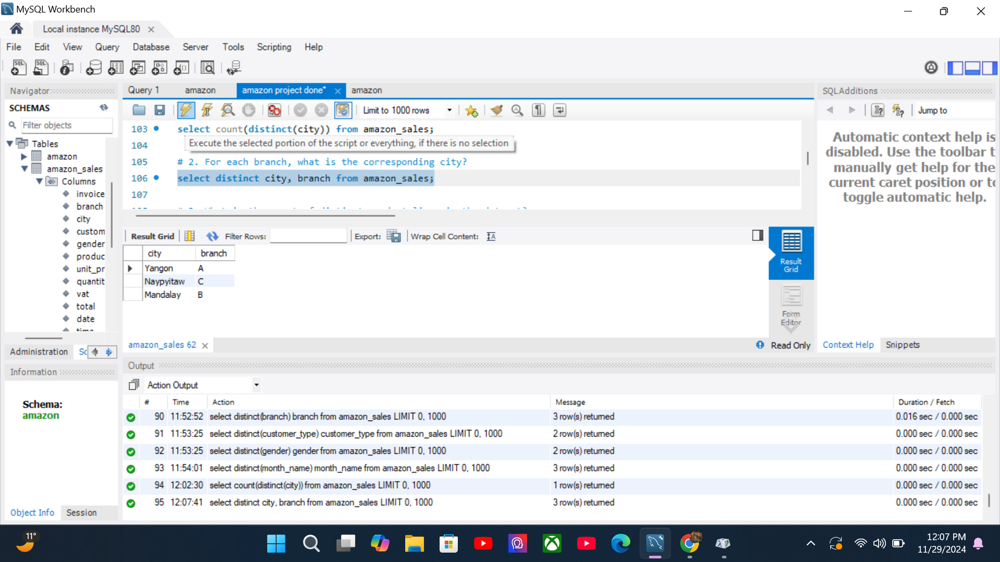 MySQL Workbench
Local instance MySQL80
File Edit View Query Database Server Tools Scripting Help
Navigator
SCHEMAS
Filter objects
Tables
amazon
amazon_sales
Columns
invoice
branch
city
custom
gender
produc
unit_pr
quantit
vat
total
date
Administration Sc
Information
Schema:
amazon
Object Info Session
Query 1 amazon amazon project done* amazon
Limit to 1000 rows
103 select count(distinct(city)) from amazon_sales;
104
Execute the selected portion of the script or everything, if there is no selection
105 # 2. For each branch, what is the corresponding city?
106 select distinct city, branch from amazon_sales;
107
Result Grid Filter Rows: Export: Wrap Cell Content:
city branch
Yangon A
Naypyitaw C
Mandalay B
Result
Grid
Form
Editor
amazon_sales 62
Read Only
SQLAdditions
Jump to
Automatic context help is
disabled. Use the toolbar t
manually get help for the
current caret position or to
toggle automatic help.
Context Help Snippets
Output
Action Output
# Time Action Message Duration / Fetch
90 11:52:52 select distinct(branch) branch from amazon_sales LIMIT 0, 1000 3 row(s) returned 0.016 sec / 0.000 sec
91 11:53:25 select distinct(customer_type) customer_type from amazon_sales LIMIT 0, 1000 2 row(s) returned 0.000 sec / 0.000 sec
92 11:53:25 select distinct(gender) gender from amazon_sales LIMIT 0, 1000 2 row(s) returned 0.000 sec / 0.000 sec
93 11:54:01 select distinct(month_name) month_name from amazon_sales LIMIT 0, 1000 3 row(s) returned 0.000 sec / 0.000 sec
94 12:02:30 select count(distinct(city)) from amazon_sales LIMIT 0, 1000 1 row(s) returned 0.000 sec / 0.000 sec
95 12:07:41 select distinct city, branch from amazon_sales LIMIT 0, 1000 3 row(s) returned 0.000 sec / 0.000 sec
11°
12:07 PM
11/29/2024